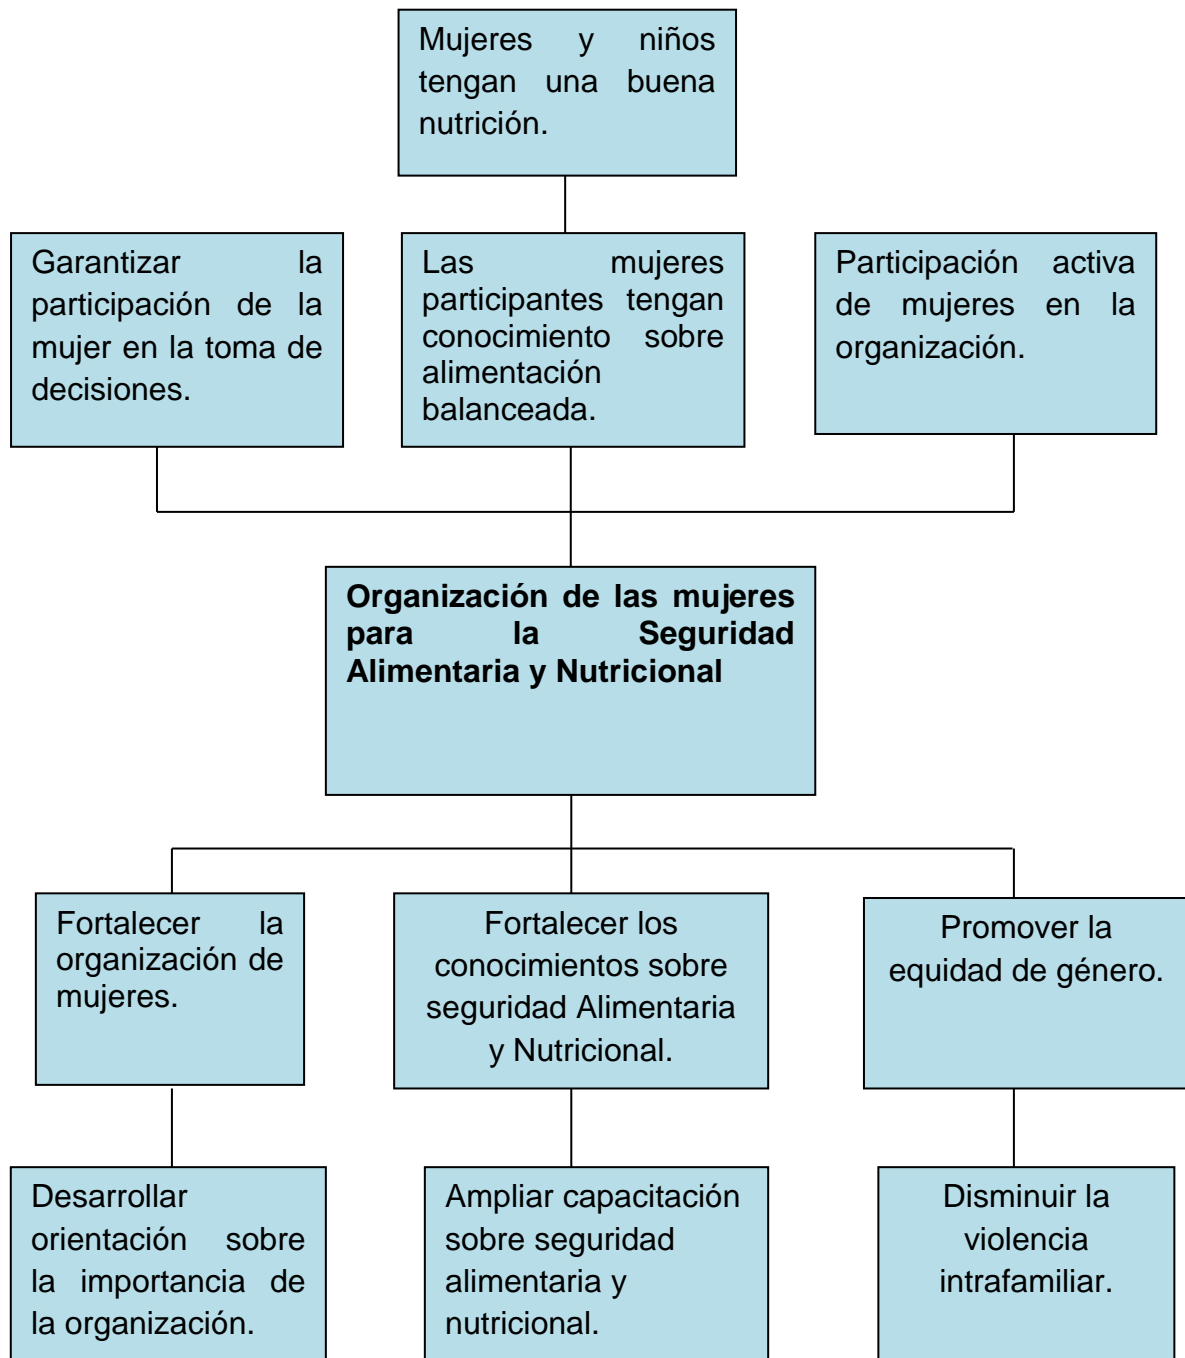 Mujeres y niños
tengan una buena
nutrición.
Garantizar la
participación de la
mujer en la toma de
decisiones.
Las mujeres
participantes tengan
conocimiento sobre
alimentación
balanceada.
Participación activa
de mujeres en la
organización.
Organización de las mujeres
para la Seguridad
Alimentaria y Nutricional
Fortalecer la
organización de
mujeres.
Fortalecer los
conocimientos sobre
seguridad Alimentaria
y Nutricional.
Promover la
equidad de género.
Desarrollar
orientación sobre
la importancia de
la organización.
Ampliar capacitación
sobre seguridad
alimentaria y
nutricional.
Disminuir la
violencia
intrafamiliar.